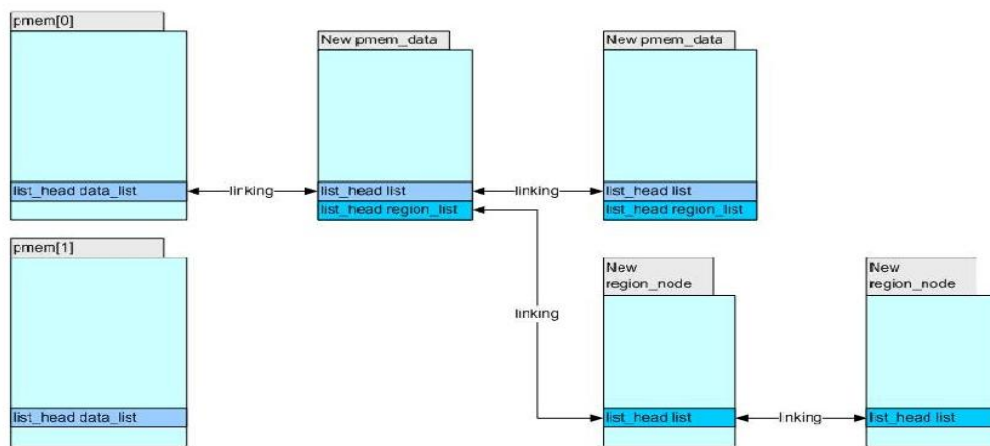 pmem[0]
New pmem_data
New pmem_data
list_head data_list
linking
list_head list
linking
list_head list
list_head region_list
list_head region_list
pmem[1]
New
region_node
New
region_node
linking
list_head data_list
list_head list
linking
list_head list